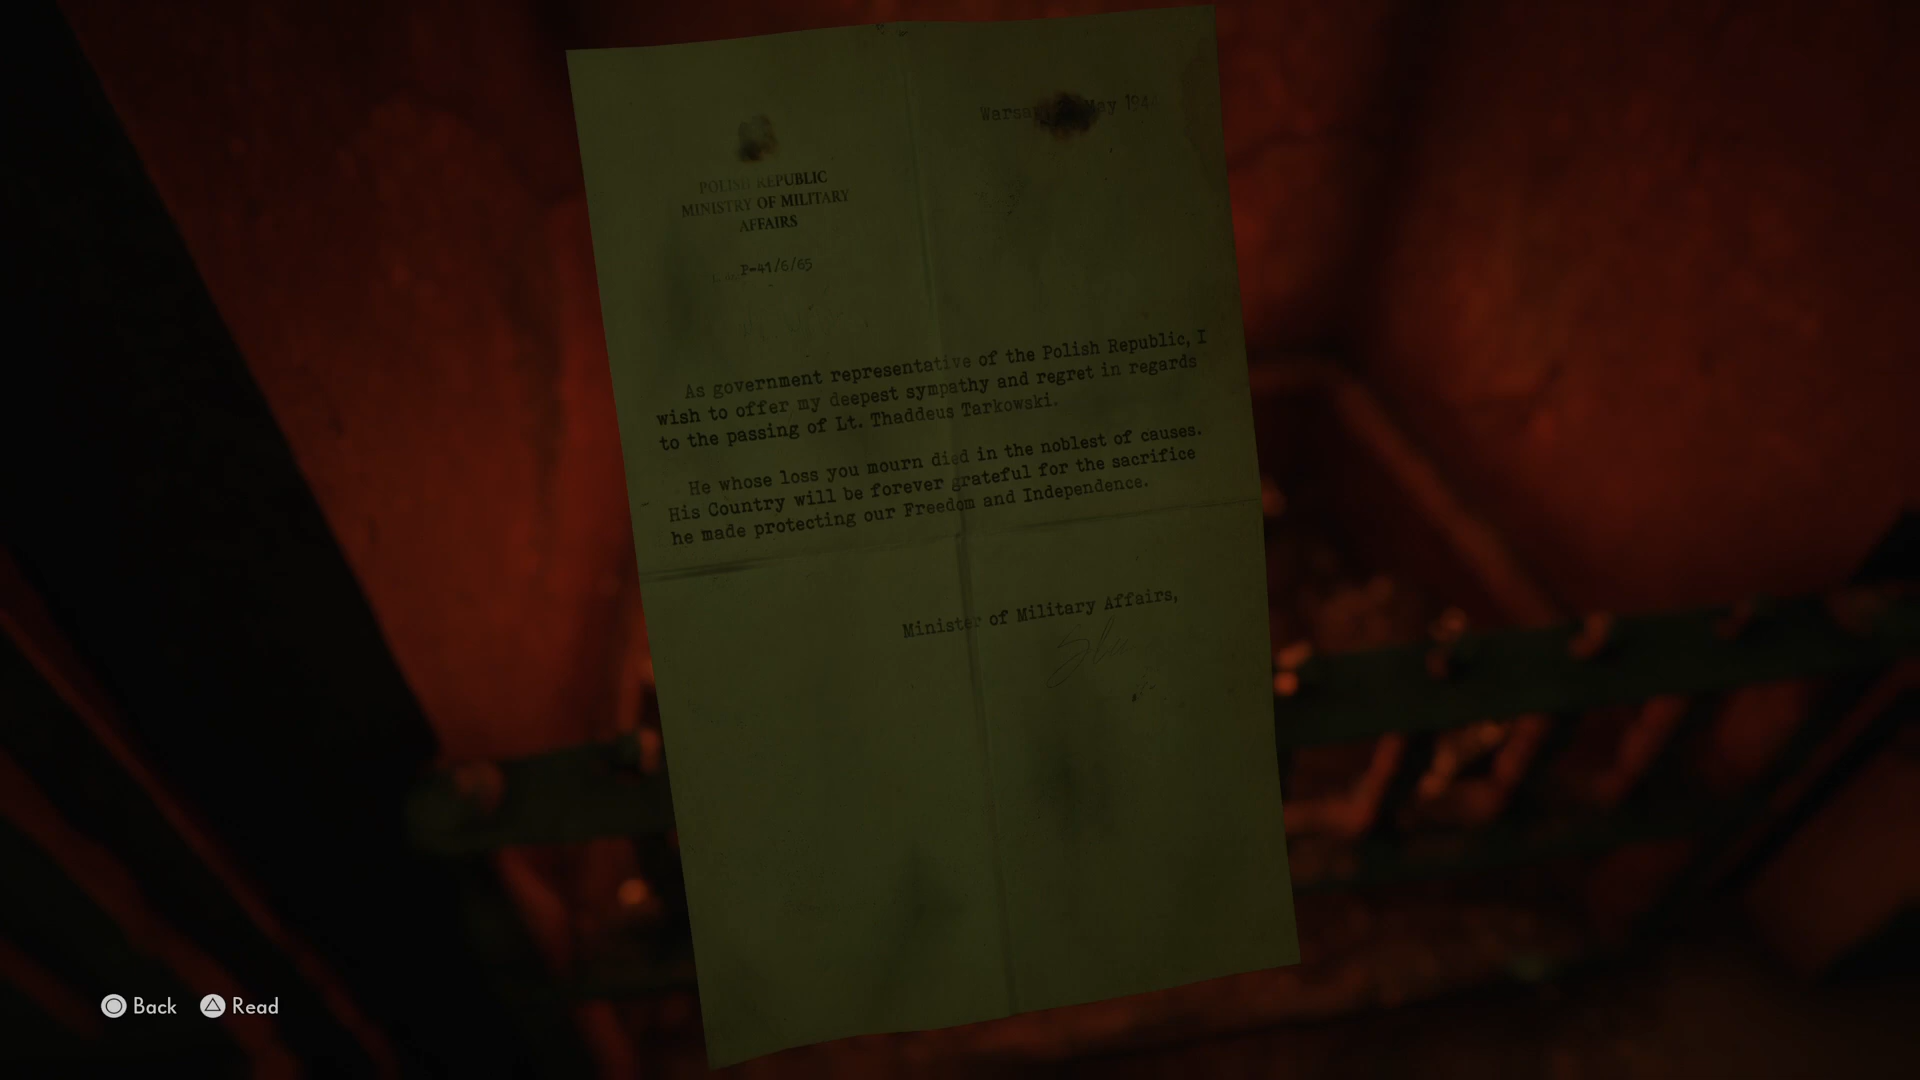 May
POLISH REPUBLIC
MINISTRY OF MILITARY
AFFAIRS
P-41/6/65
As government representative of the Polish Republic, I
wish to offer my deepest sympathy and regret in regards
to the passing of Lt. Thaddeus Tarkowski.
He whose loss you mourn died in the noblest of causes.
His Country will be forever grateful for the sacrifice
he made protecting our Freedom and Independence.
Minister of Military Affairs,
Back Read